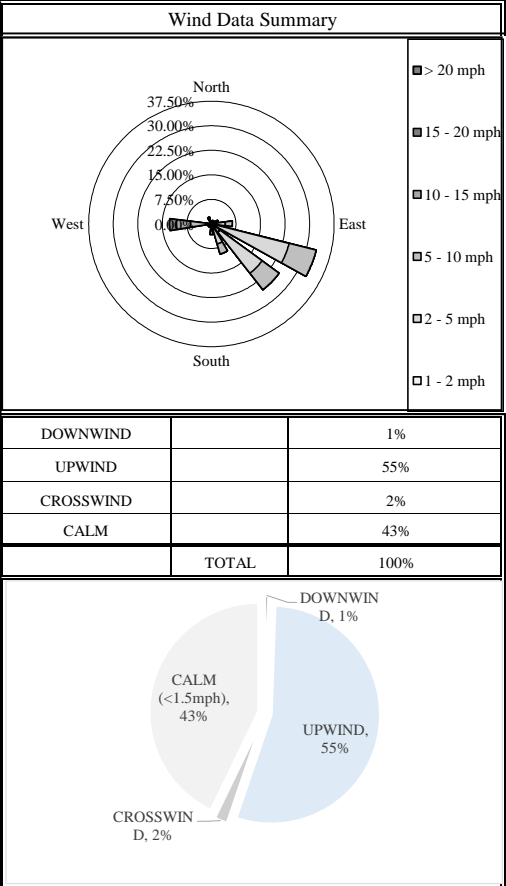 Wind Data Summary
North
37.50%
30.00%
22.50%
15.00%
7.50%
0.00%
West
East
South
> 20 mph
15 - 20 mph
10 - 15 mph
5 - 10 mph
2 - 5 mph
1 - 2 mph
DOWNWIND 1%
UPWIND 55%
CROSSWIND 2%
CALM 43%
TOTAL 100%
DOWNWIN
D, 1%
CALM
(<1.5mph),
43%
UPWIND,
55%
CROSSWIN
D, 2%